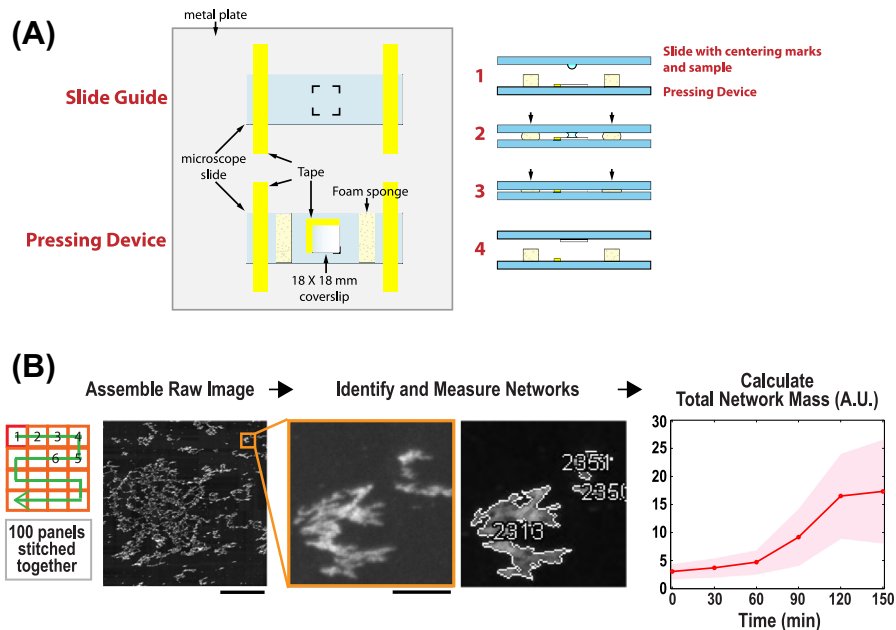 (A)
metal plate
Slide Guide
microscope
slide
Tape
Foam sponge
Pressing Device
18 X 18 mm
coverslip
1
Slide with centering marks
and sample
Pressing Device
2
3
4
(B)
Assemble Raw Image
Identify and Measure Networks
Calculate
Total Network Mass (A.U.)
1 2 3 4
6 5
100 panels
stitched
together
2351
2350
2313
30
25
20
15
10
5
0
0 30 60 90 120 150
Time (min)